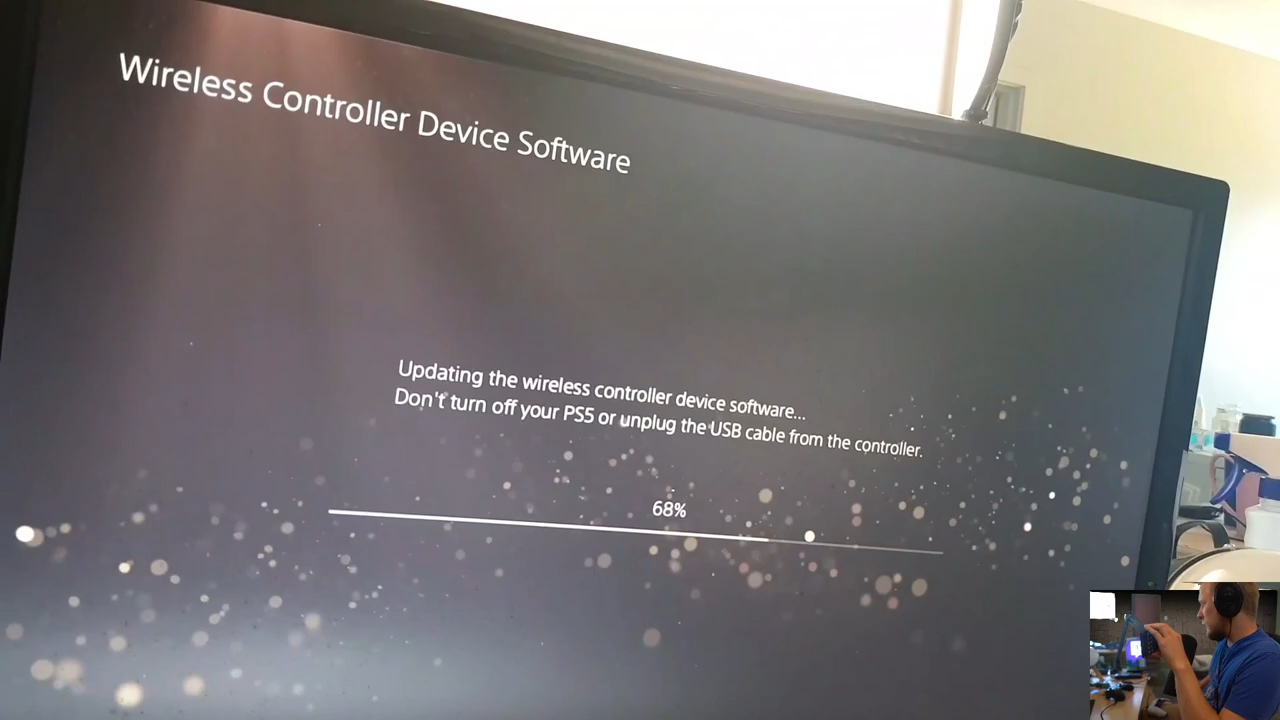 Wireless Controller Device Software
Updating the wireless controller device software...
Don't turn off your PS5 or unplug the USB cable from the controller.
68%